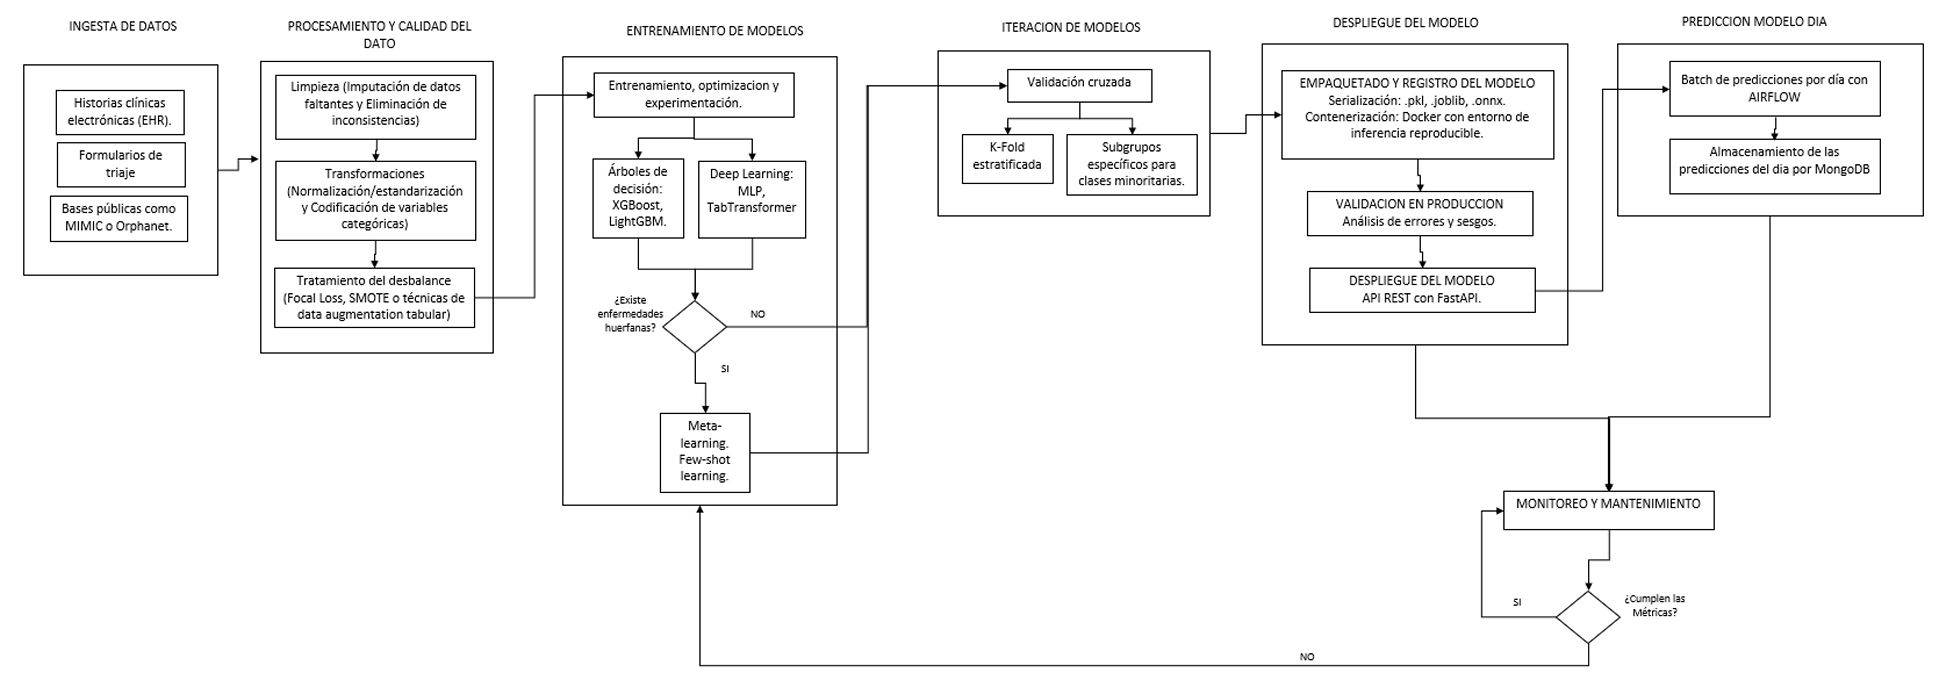 INGESTA DE DATOS
Historias clínicas
electrónicas (EHR).
Formularios de
triaje
Bases públicas como
MIMIC o Orphanet.
PROCESAMIENTO Y CALIDAD DEL
DATO
Limpieza (Imputación de datos
faltantes y Eliminación de
inconsistencias)
Transformaciones
(Normalización/estandarización
y Codificación de variables
categóricas)
Tratamiento del desbalance
(Focal Loss, SMOTE o técnicas de
data augmentation tabular)
ENTRENAMIENTO DE MODELOS
Entrenamiento, optimizacion y
experimentación.
Árboles de
decisión:
XGBoost,
LightGBM.
Deep Learning:
MLP,
TabTransformer
¿Existe
enfermedades
huerfanas?
NO
SI
Meta-
learning.
Few-shot
learning.
ITERACION DE MODELOS
Validación cruzada
K-Fold
estratificada
Subgrupos
específicos para
clases minoritarias.
DESPLIEGUE DEL MODELO
EMPAQUETADO Y REGISTRO DEL MODELO
Serialización: .pkl, .joblib, .onnx.
Contenerización: Docker con entorno de
inferencia reproducible.
VALIDACION EN PRODUCCION
Análisis de errores y sesgos.
DESPLIEGUE DEL MODELO
API REST con FastAPI.
PREDICCION MODELO DIA
Batch de predicciones por día con
AIRFLOW
Almacenamiento de las
predicciones del dia por MongoDB
MONITOREO Y MANTENIMIENTO
¿Cumplen las
Métricas?
SI
NO